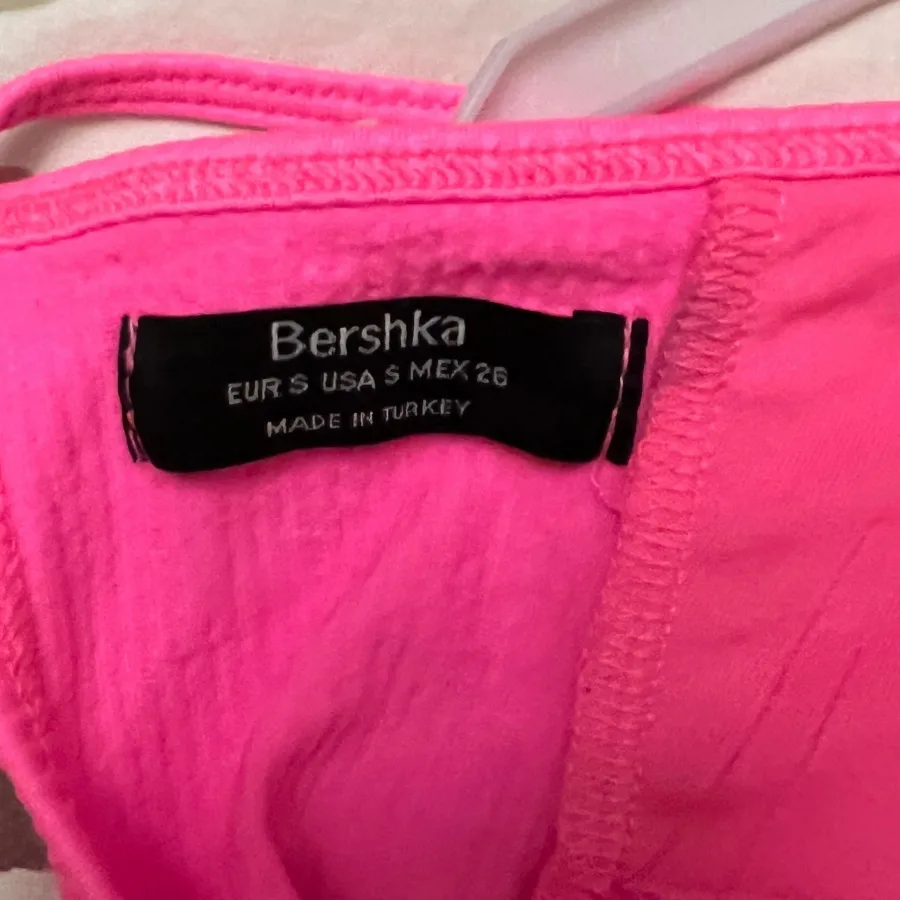 Bershka
EUR S USA S MEX 26
MADE IN TURKEY